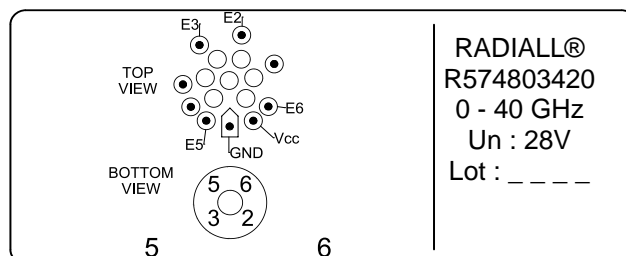 E3 E2
TOP
VIEW
E6
E5 Vcc
GND
BOTTOM
VIEW
5 6
3 2
5 6
RADIALL®
R574803420
0 - 40 GHz
Un : 28V
Lot : _ _ _ _